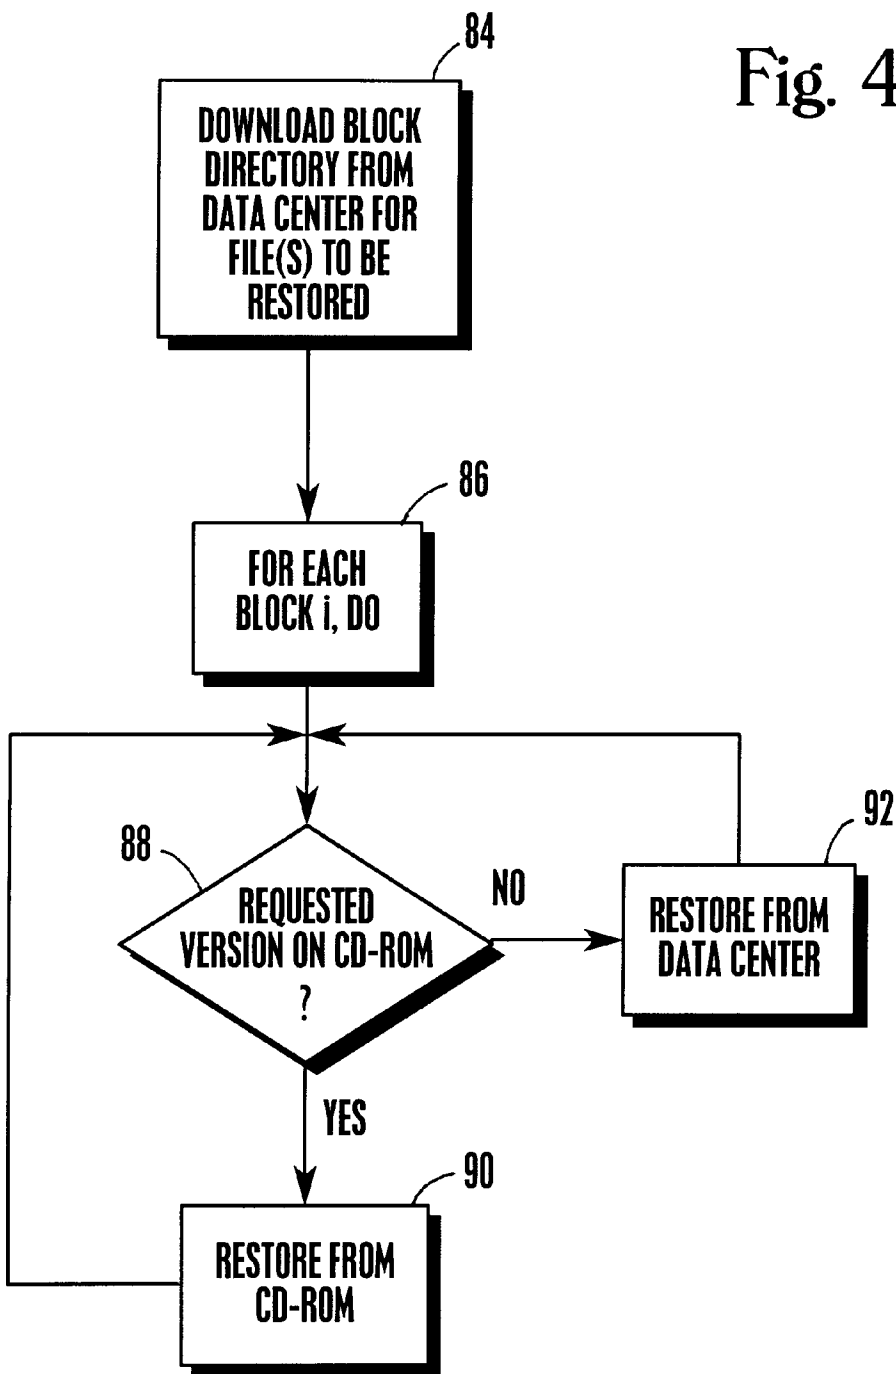 Fig. 4
84
DOWNLOAD BLOCK
DIRECTORY FROM
DATA CENTER FOR
FILE(S) TO BE
RESTORED
86
FOR EACH
BLOCK i, DO
88
REQUESTED
VERSION ON CD-ROM
?
NO
92
RESTORE FROM
DATA CENTER
YES
90
RESTORE FROM
CD-ROM